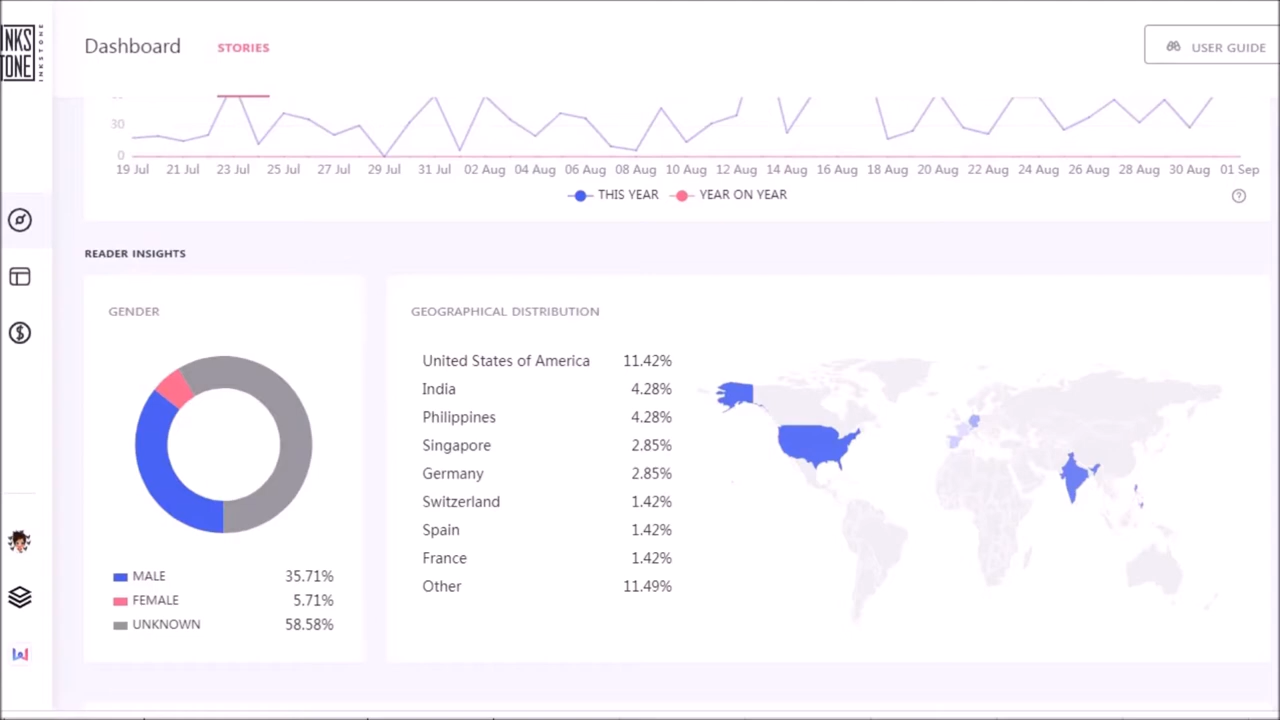 NKS
TONE
INKSTONE
Dashboard
STORIES
USER GUIDE
30
0
19 Jul 21 Jul 23 Jul 25 Jul 27 Jul 29 Jul 31 Jul 02 Aug 04 Aug 06 Aug 08 Aug 10 Aug 12 Aug 14 Aug 16 Aug 18 Aug 20 Aug 22 Aug 24 Aug 26 Aug 28 Aug 30 Aug 01 Sep
THIS YEAR YEAR ON YEAR
READER INSIGHTS
GENDER
MALE 35.71%
FEMALE 5.71%
UNKNOWN 58.58%
GEOGRAPHICAL DISTRIBUTION
United States of America 11.42%
India 4.28%
Philippines 4.28%
Singapore 2.85%
Germany 2.85%
Switzerland 1.42%
Spain 1.42%
France 1.42%
Other 11.49%